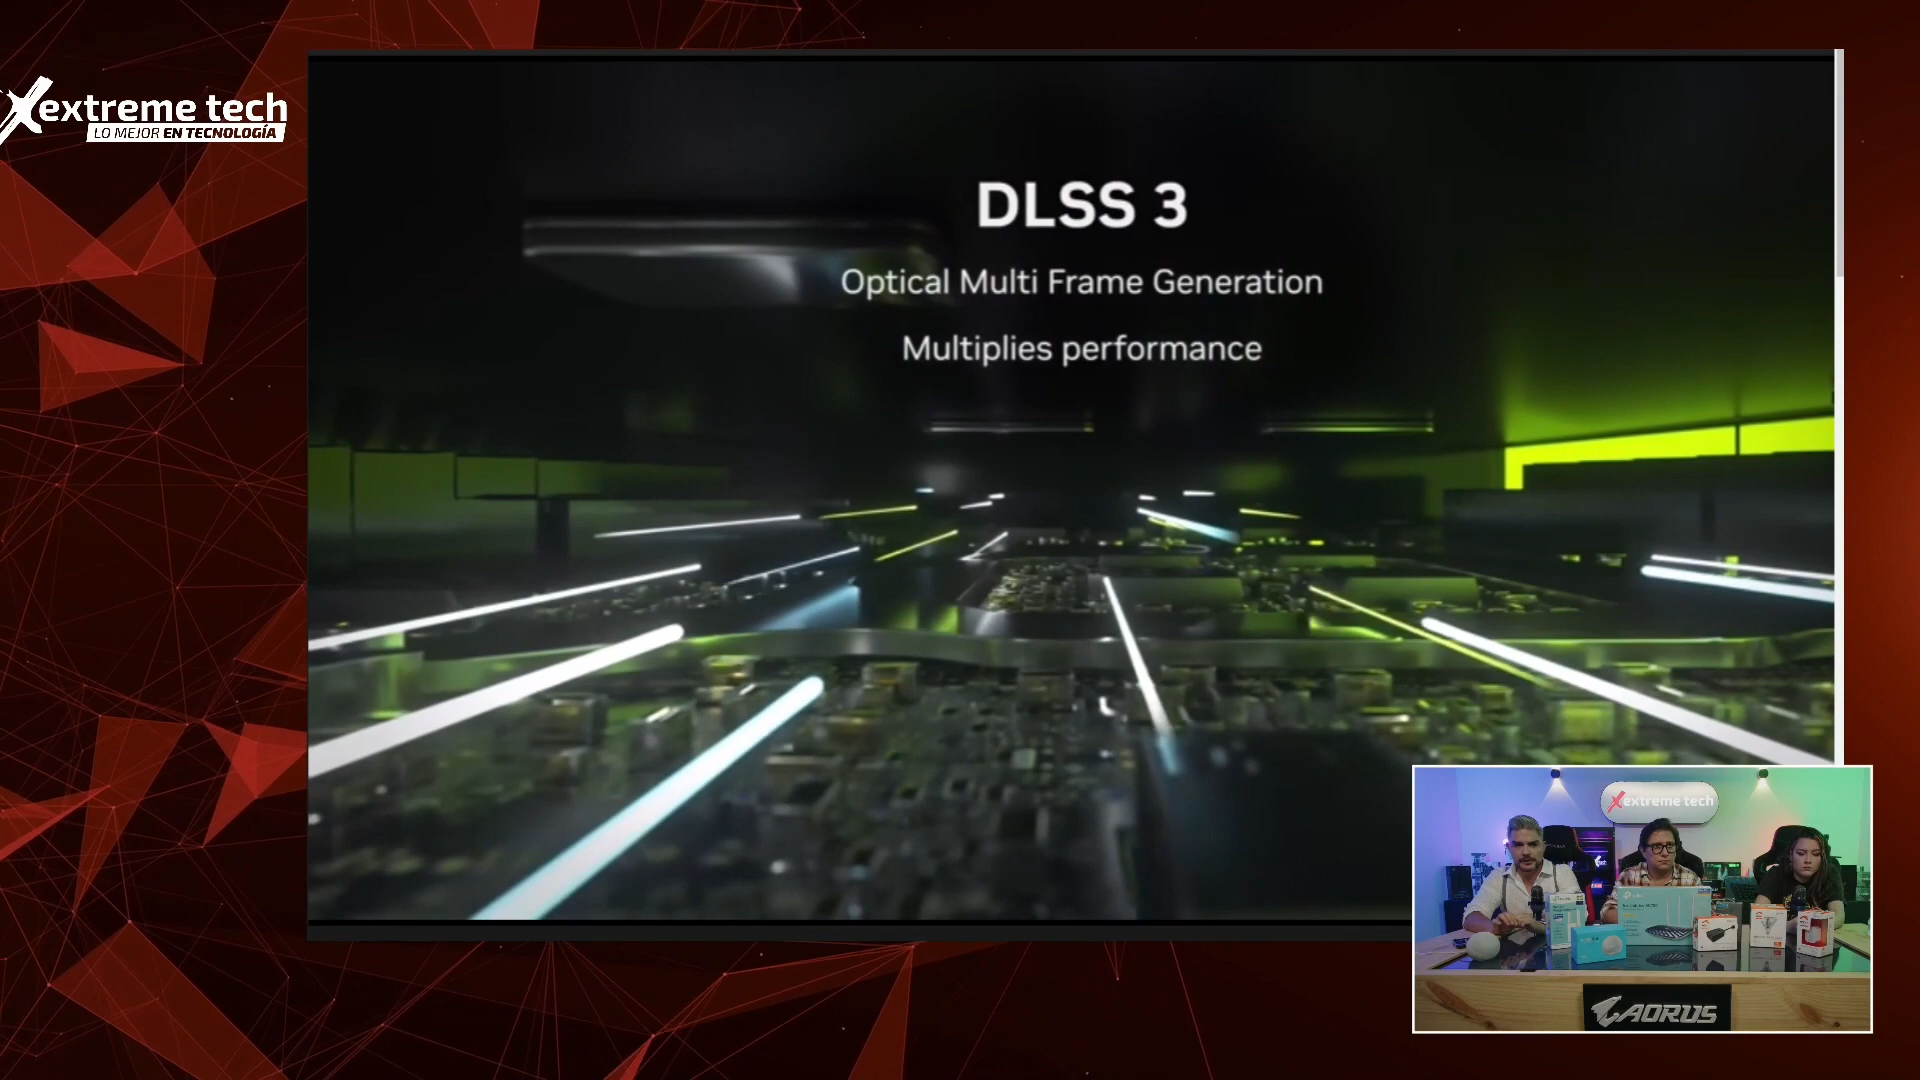 extreme tech
LO MEJOR EN TECNOLOGÍA
DLSS 3
Optical Multi Frame Generation
Multiplies performance
extreme tech
AORUS